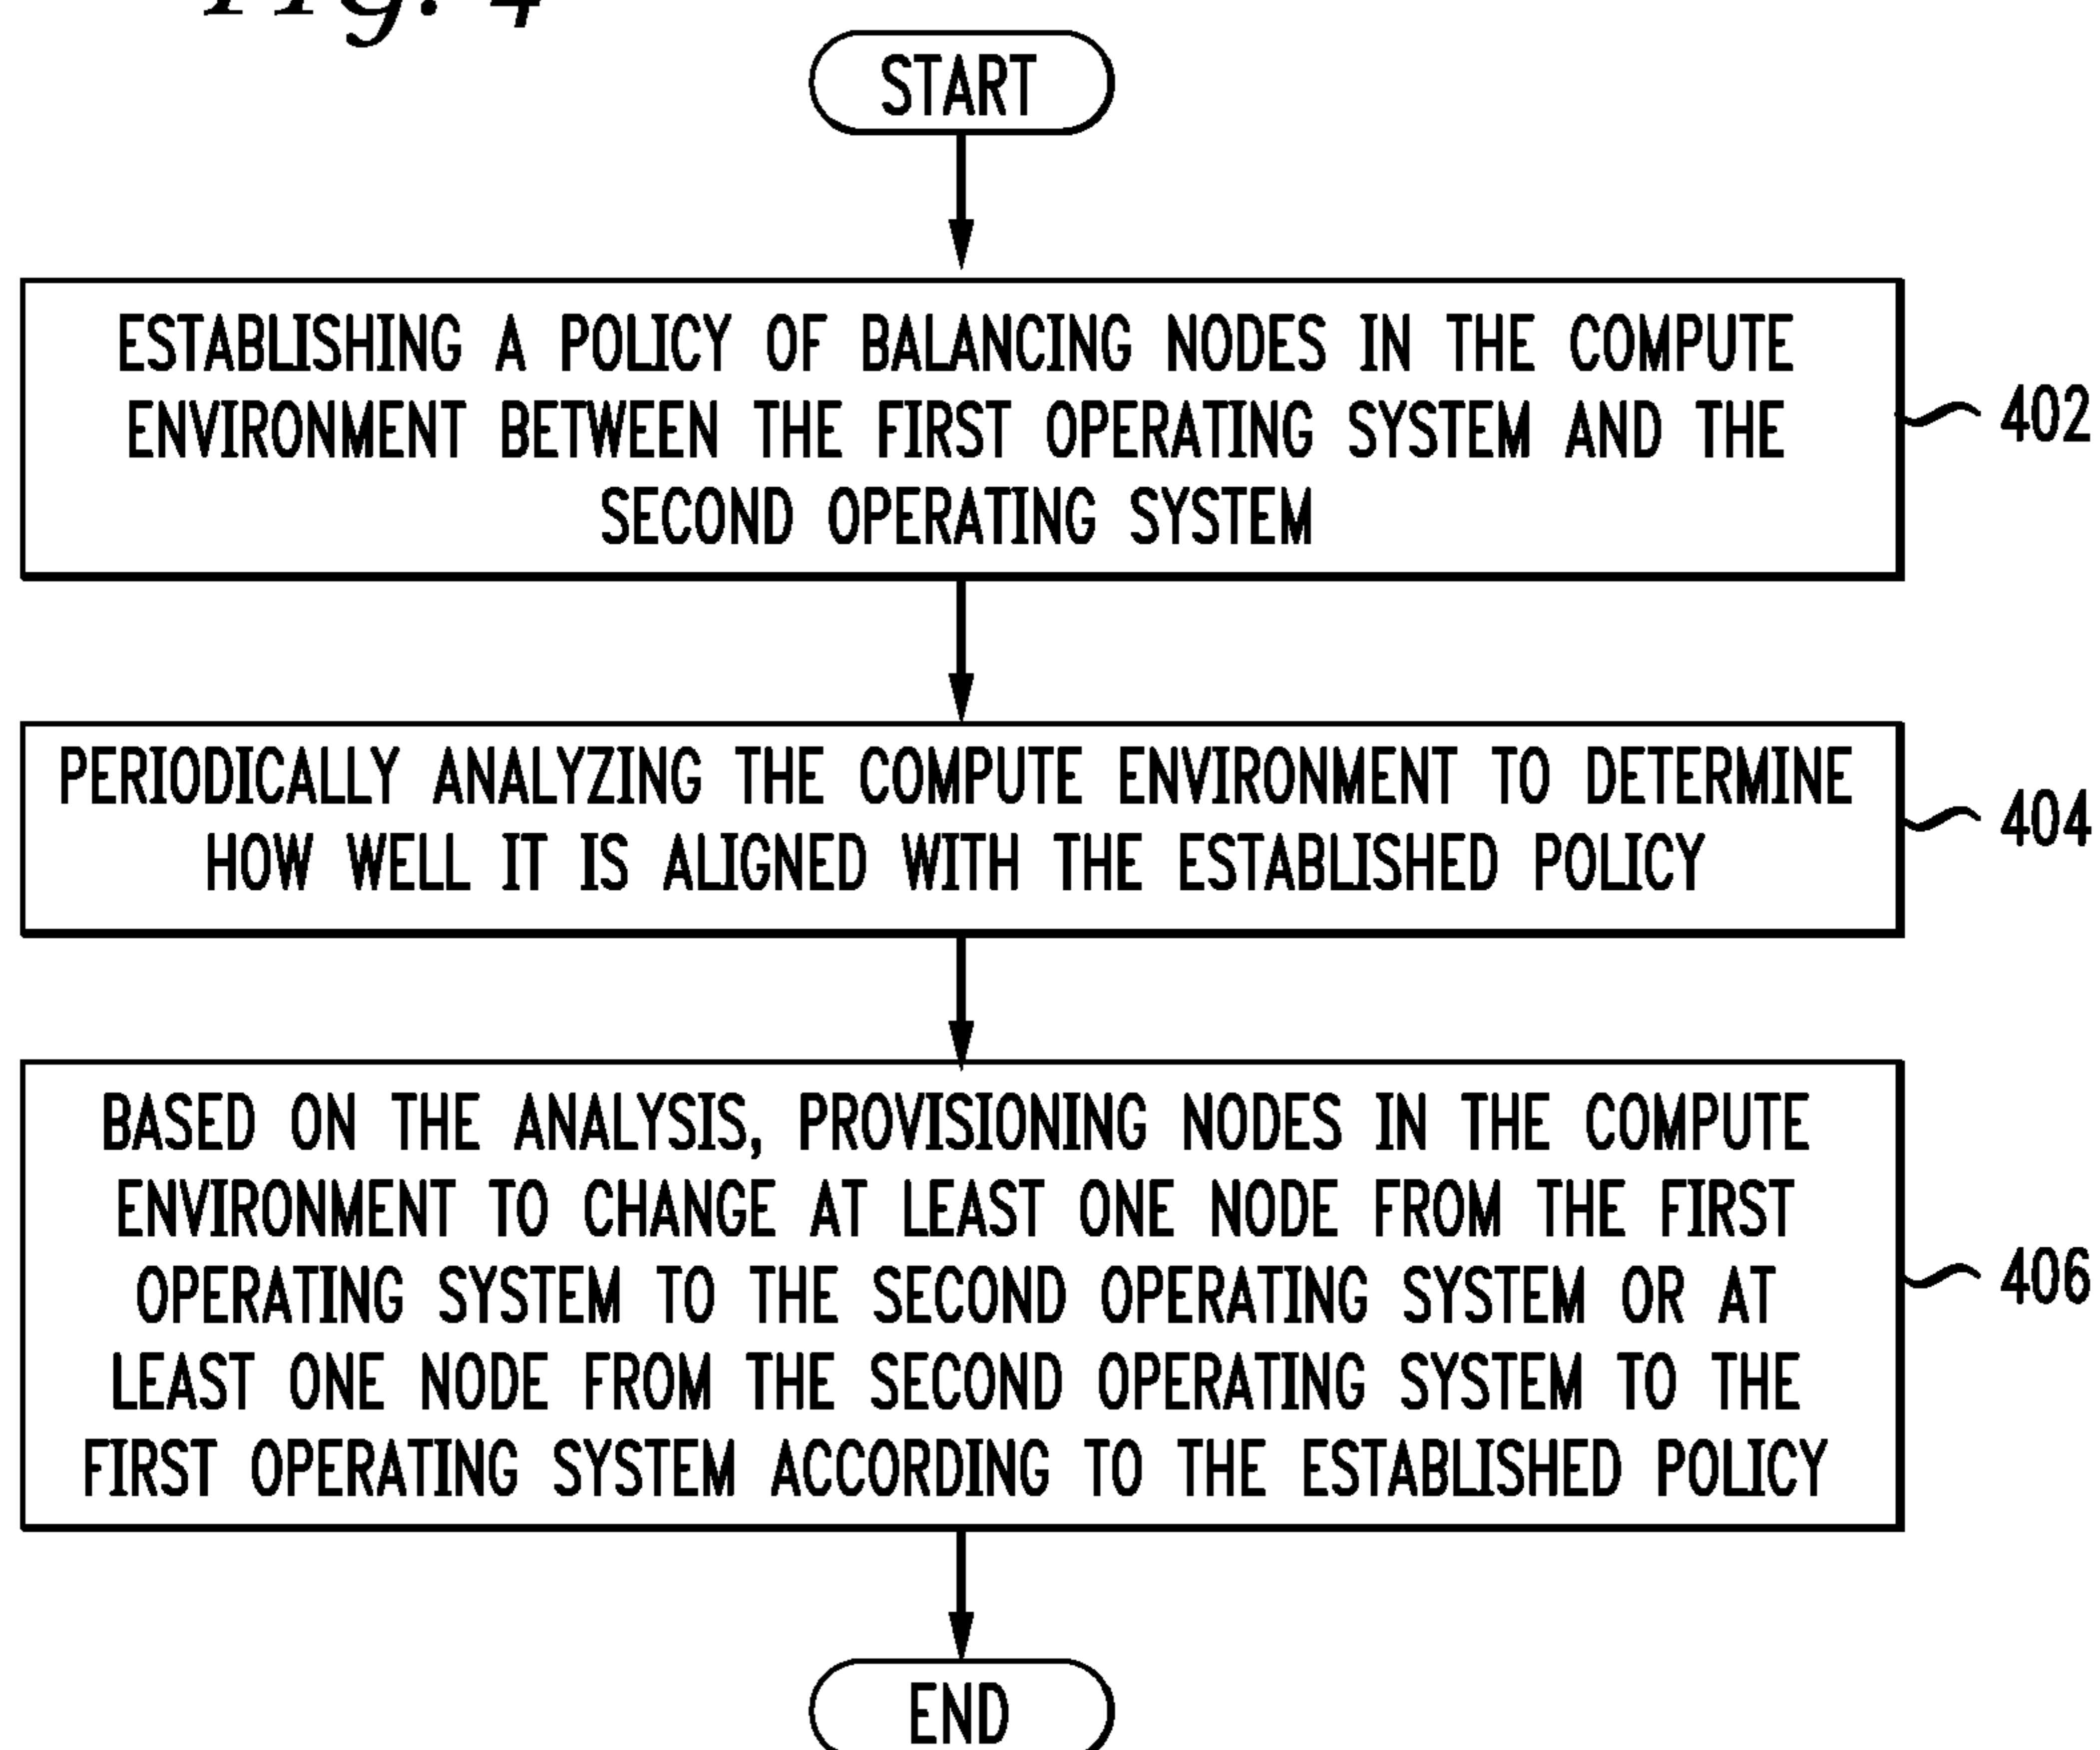 Fig. 4
START
ESTABLISHING A POLICY OF BALANCING NODES IN THE COMPUTE
ENVIRONMENT BETWEEN THE FIRST OPERATING SYSTEM AND THE
SECOND OPERATING SYSTEM
402
PERIODICALLY ANALYZING THE COMPUTE ENVIRONMENT TO DETERMINE
HOW WELL IT IS ALIGNED WITH THE ESTABLISHED POLICY
404
BASED ON THE ANALYSIS, PROVISIONING NODES IN THE COMPUTE
ENVIRONMENT TO CHANGE AT LEAST ONE NODE FROM THE FIRST
OPERATING SYSTEM TO THE SECOND OPERATING SYSTEM OR AT
LEAST ONE NODE FROM THE SECOND OPERATING SYSTEM TO THE
FIRST OPERATING SYSTEM ACCORDING TO THE ESTABLISHED POLICY
406
END